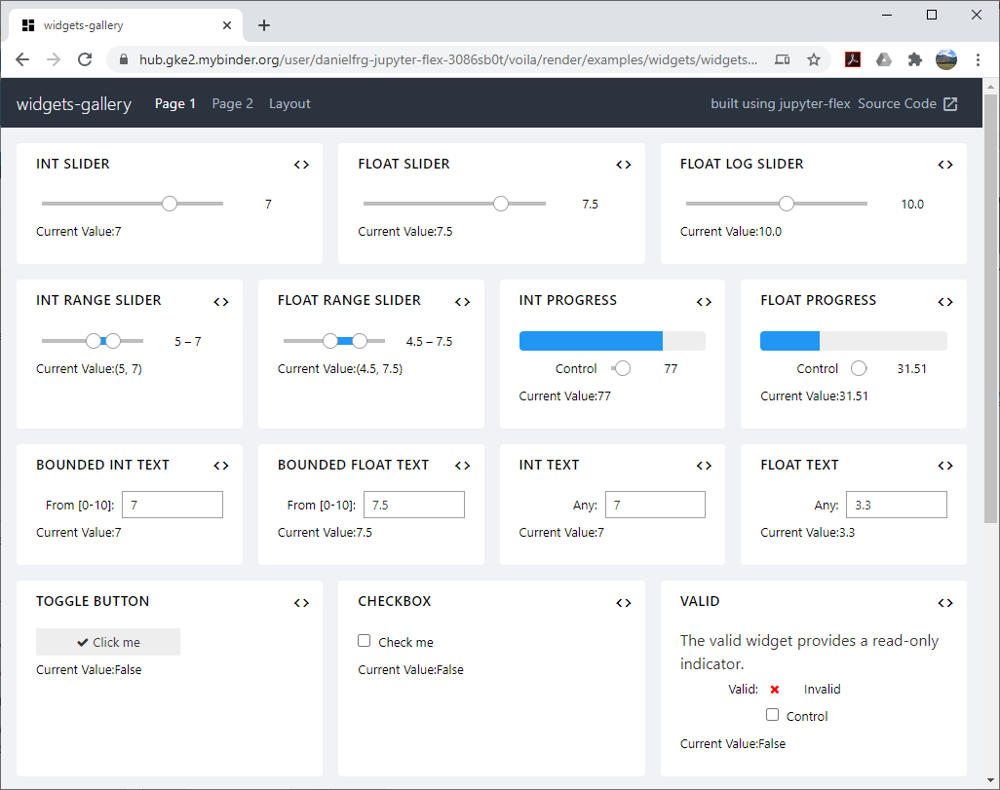 widgets-gallery
hub.gke2.mybinder.org/user/danielfrg-jupyter-flex-3086sb0t/voila/render/examples/widgets/widgets...
widgets-gallery Page 1 Page 2 Layout built using jupyter-flex Source Code
INT SLIDER
7
Current Value:7
FLOAT SLIDER
7.5
Current Value:7.5
FLOAT LOG SLIDER
10.0
Current Value:10.0
INT RANGE SLIDER
5 – 7
Current Value:(5, 7)
FLOAT RANGE SLIDER
4.5 – 7.5
Current Value:(4.5, 7.5)
INT PROGRESS
Control 77
Current Value:77
FLOAT PROGRESS
Control 31.51
Current Value:31.51
BOUNDED INT TEXT
From [0-10]: 7
Current Value:7
BOUNDED FLOAT TEXT
From [0-10]: 7.5
Current Value:7.5
INT TEXT
Any: 7
Current Value:7
FLOAT TEXT
Any: 3.3
Current Value:3.3
TOGGLE BUTTON
Click me
Current Value:False
CHECKBOX
Check me
Current Value:False
VALID
The valid widget provides a read-only
indicator.
Valid: Invalid
Control
Current Value:False